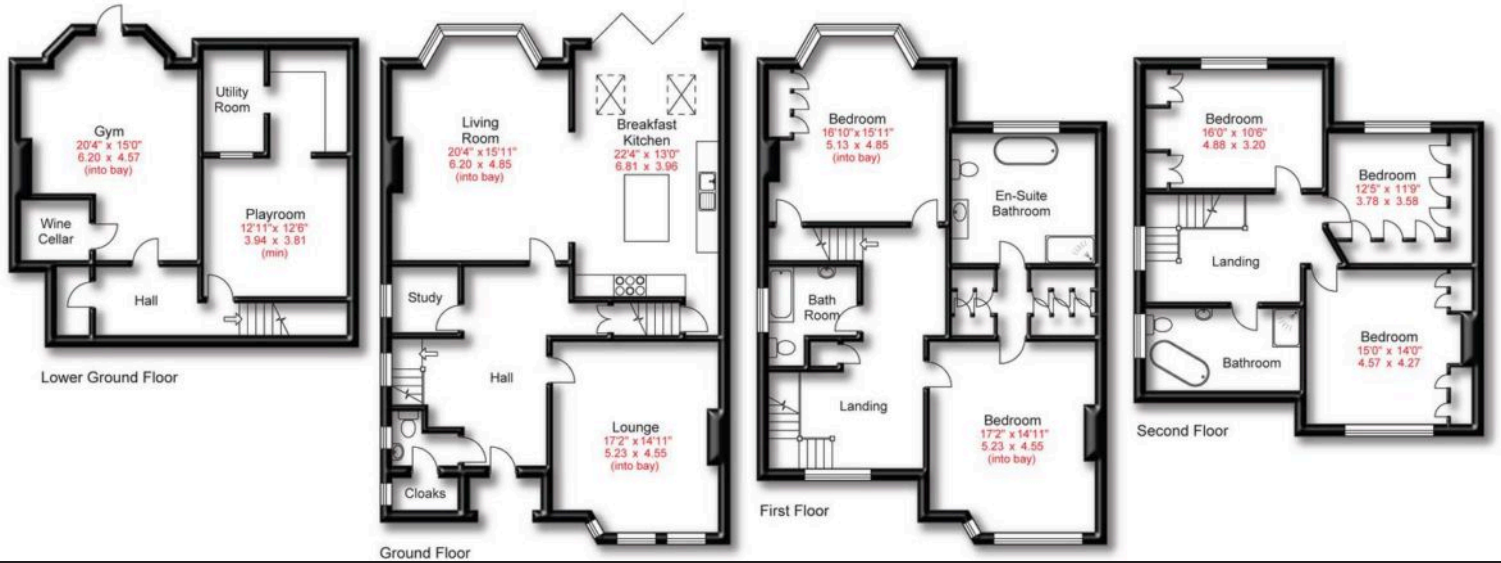 Gym
20'4" x 15'0"
6.20 x 4.57
(into bay)
Utility
Room
Wine
Cellar
Playroom
12'11"x 12'6"
3.94 x 3.81
(min)
Hall
Lower Ground Floor
Living
Room
20'4" x 15'11"
6.20 x 4.85
(into bay)
Breakfast
Kitchen
22'4" x 13'0"
6.81 x 3.96
Study
Hall
Lounge
17'2" x 14'11"
5.23 x 4.55
(into bay)
Cloaks
Ground Floor
Bedroom
16'10"x 15'11"
5.13 x 4.85
(into bay)
En-Suite
Bathroom
Bath
Room
Landing
Bedroom
17'2" x 14'11"
5.23 x 4.55
(into bay)
First Floor
Bedroom
16'0" x 10'6"
4.88 x 3.20
Bedroom
12'5" x 11'9"
3.78 x 3.58
Landing
Bathroom
Bedroom
15'0" x 14'0"
4.57 x 4.27
Second Floor